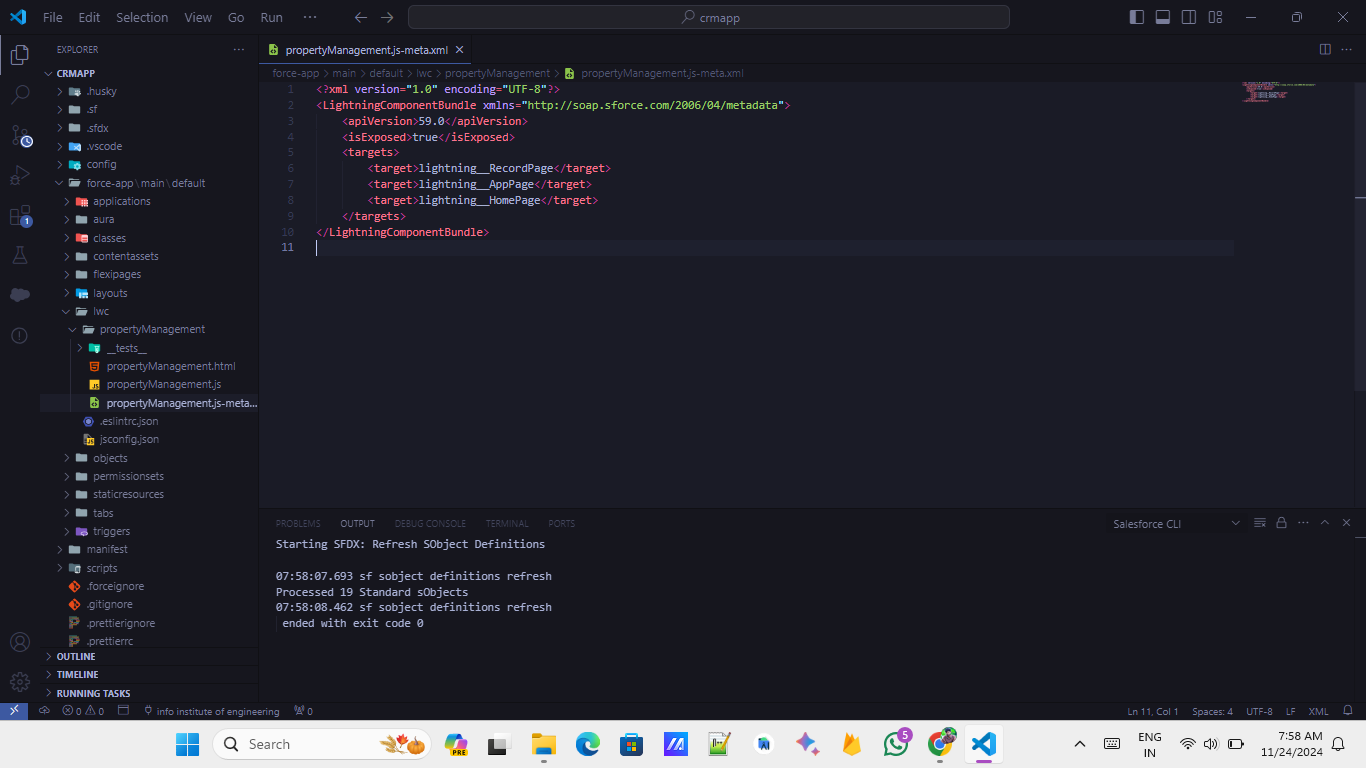 File Edit Selection View Go Run ···
crmapp
EXPLORER
CRMAPP
.husky
.sf
.sfdx
.vscode
config
force-app\main\default
applications
aura
classes
contentassets
flexipages
layouts
lwc
propertyManagement
__tests__
propertyManagement.html
propertyManagement.js
propertyManagement.js-meta...
.eslintrc.json
jsconfig.json
objects
permissionsets
staticresources
tabs
triggers
manifest
scripts
.forceignore
.gitignore
.prettierignore
.prettierrc
OUTLINE
TIMELINE
RUNNING TASKS
1
propertyManagement.js-meta.xml
force-app > main > default > lwc > propertyManagement > propertyManagement.js-meta.xml
1 <?xml version="1.0" encoding="UTF-8"?>
2 <LightningComponentBundle xmlns="http://soap.sforce.com/2006/04/metadata">
3 <apiVersion>59.0</apiVersion>
4 <isExposed>true</isExposed>
5 <targets>
6 <target>lightning__RecordPage</target>
7 <target>lightning__AppPage</target>
8 <target>lightning__HomePage</target>
9 </targets>
10 </LightningComponentBundle>
11
PROBLEMS OUTPUT DEBUG CONSOLE TERMINAL PORTS
Salesforce CLI
Starting SFDX: Refresh SObject Definitions
07:58:07.693 sf sobject definitions refresh
Processed 19 Standard sObjects
07:58:08.462 sf sobject definitions refresh
ended with exit code 0
0 0 info institute of engineering 0
Ln 11, Col 1 Spaces: 4 UTF-8 LF XML
Search
PRE
5
ENG
IN
7:58 AM
11/24/2024